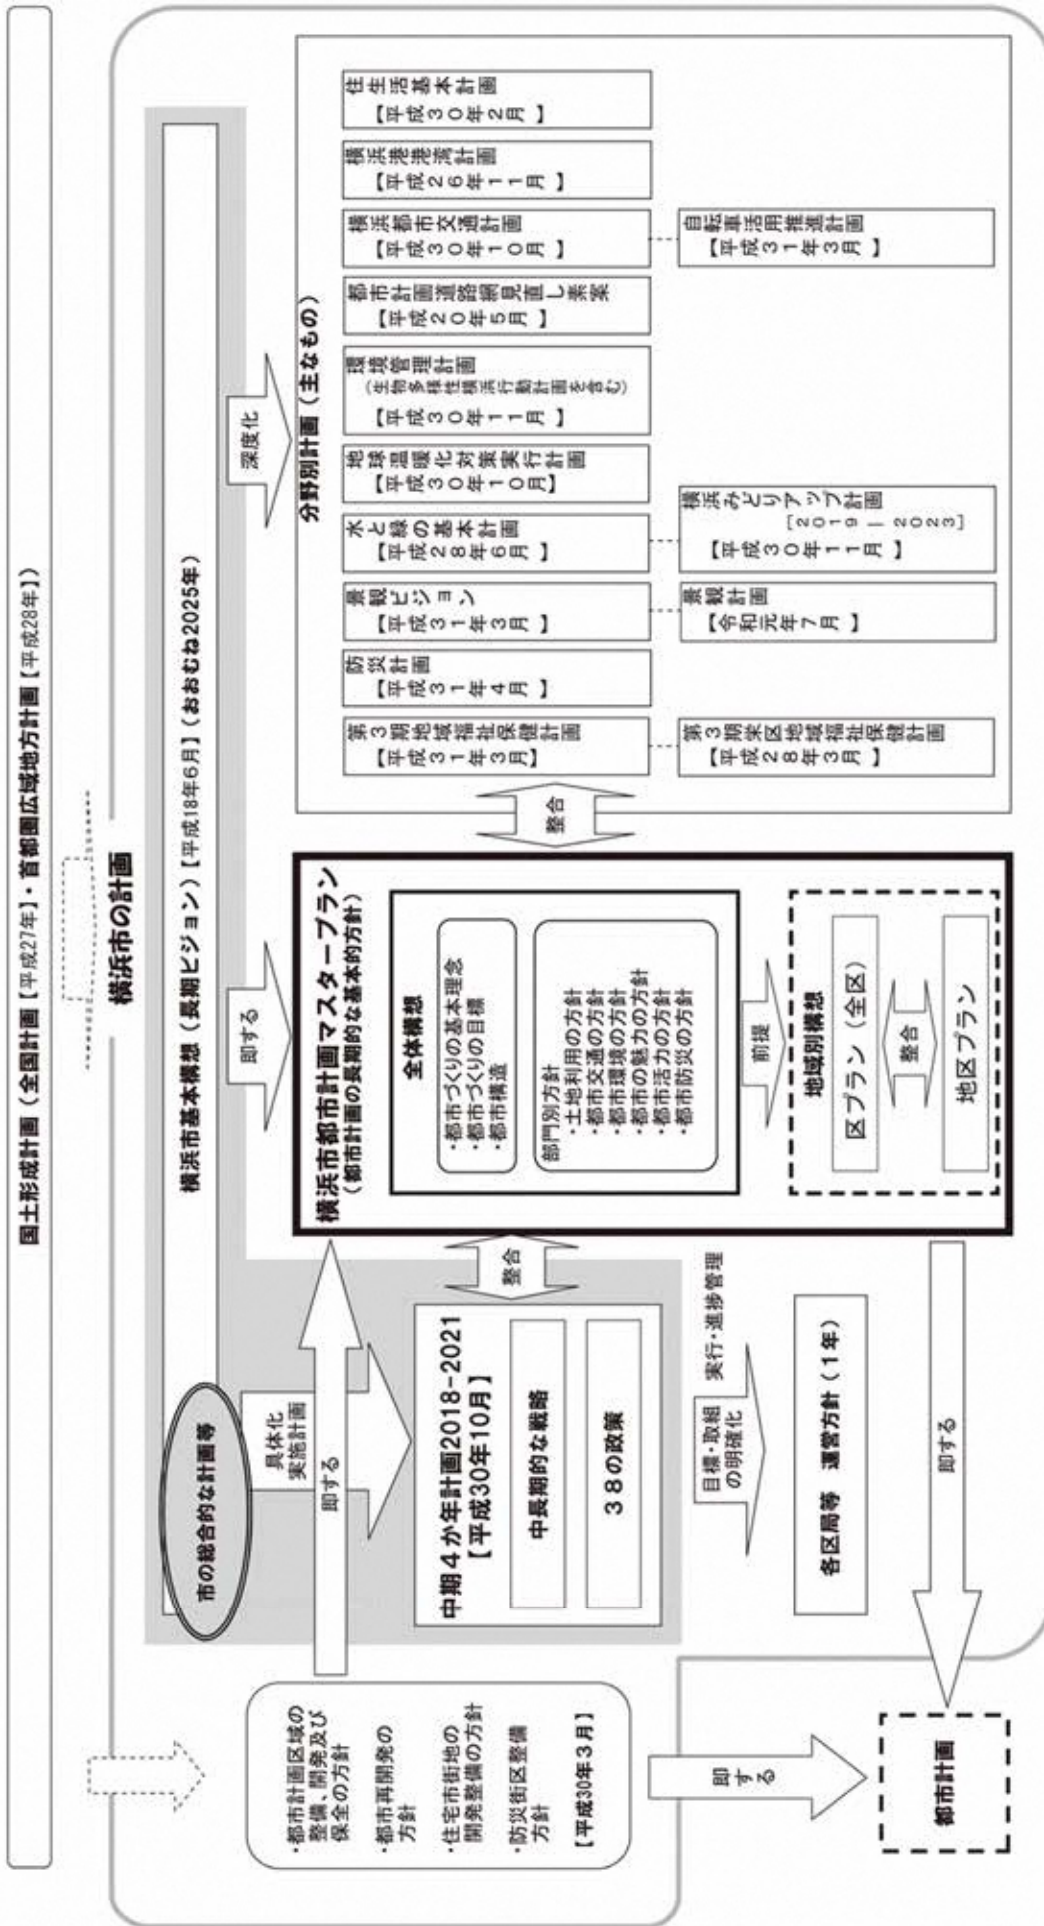 国土形成計画（全国計画【平成27年】・首都圏広域地方計画【平成28年】）
横浜市の計画
横浜市基本構想（長期ビジョン）【平成18年6月】（おおむね2025年）
市の総合的な計画等
・都市計画区域の
整備、開発及び
保全の方針
・都市再開発の
方針
・住宅市街地の
開発整備の方針
・防災街区整備
方針
【平成30年３月】
即する
都市計画
具体化
実施計画
即する
中期４か年計画2018-2021
【平成30年10月】
中長期的な戦略
３８の政策
目標・取組
の明確化
実行・進捗管理
各区局等　運営方針（１年）
整合
即する
即する
横浜市都市計画マスタープラン
（都市計画の長期的な基本的方針）
全体構想
・都市づくりの基本理念
・都市づくりの目標
・都市構造
部門別方針
・土地利用の方針
・都市交通の方針
・都市環境の方針
・都市の魅力の方針
・都市活力の方針
・都市防災の方針
前提
地域別構想
区プラン（全区）
整合
地区プラン
整合
深度化
分野別計画（主なもの）
第３期地域福祉保健計画
【平成３１年３月】
第３期栄区地域福祉保健計画
【平成２８年３月 】
防災計画
【平成３１年４月 】
景観ビジョン
【平成３１年３月 】
景観計画
【令和元年７月 】
水と緑の基本計画
【平成２８年６月 】
横浜みどりアップ計画
［２０１９－２０２３］
【平成３０年１１月 】
地球温暖化対策実行計画
【平成３０年１０月】
環境管理計画
（生物多様性横浜行動計画を含む）
【平成３０年１１月 】
都市計画道路網見直し素案
【平成２０年５月 】
横浜都市交通計画
【平成３０年１０月 】
自転車活用推進計画
【平成３１年３月 】
横浜港港湾計画
【平成２６年１１月 】
住生活基本計画
【平成３０年２月 】